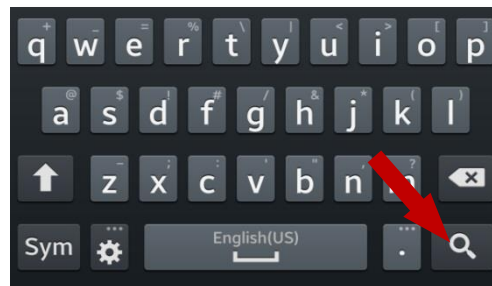 + _ = % \ | < > [ ]
q w e r t y u i o p
@ $ ! # / & * ( )
a s d f g h j k l
- ; : ' " , ?
z x c v b n m
Sym English(US) .